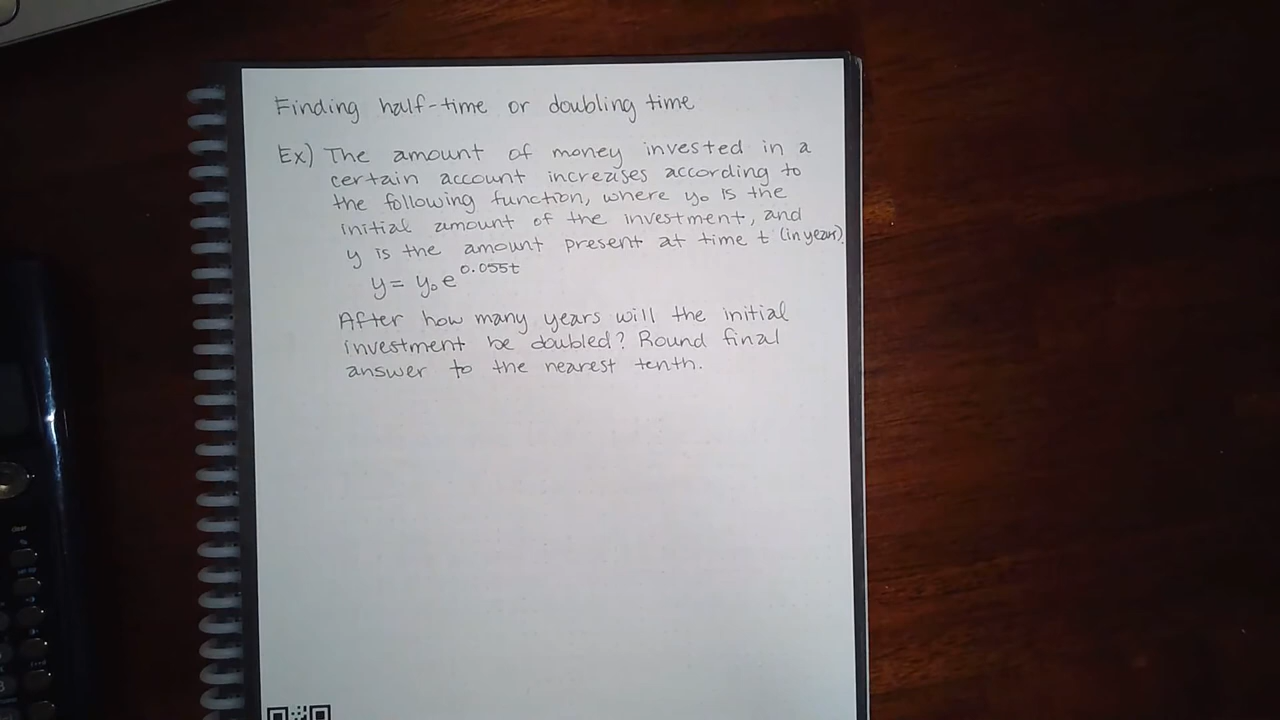 Finding half-time or doubling time
Ex) The amount of money invested in a
certain account increases according to
the following function, where y₀ is the
initial amount of the investment, and
y is the amount present at time t (in years).
y = y₀e^0.055t
After how many years will the initial
investment be doubled? Round final
answer to the nearest tenth.